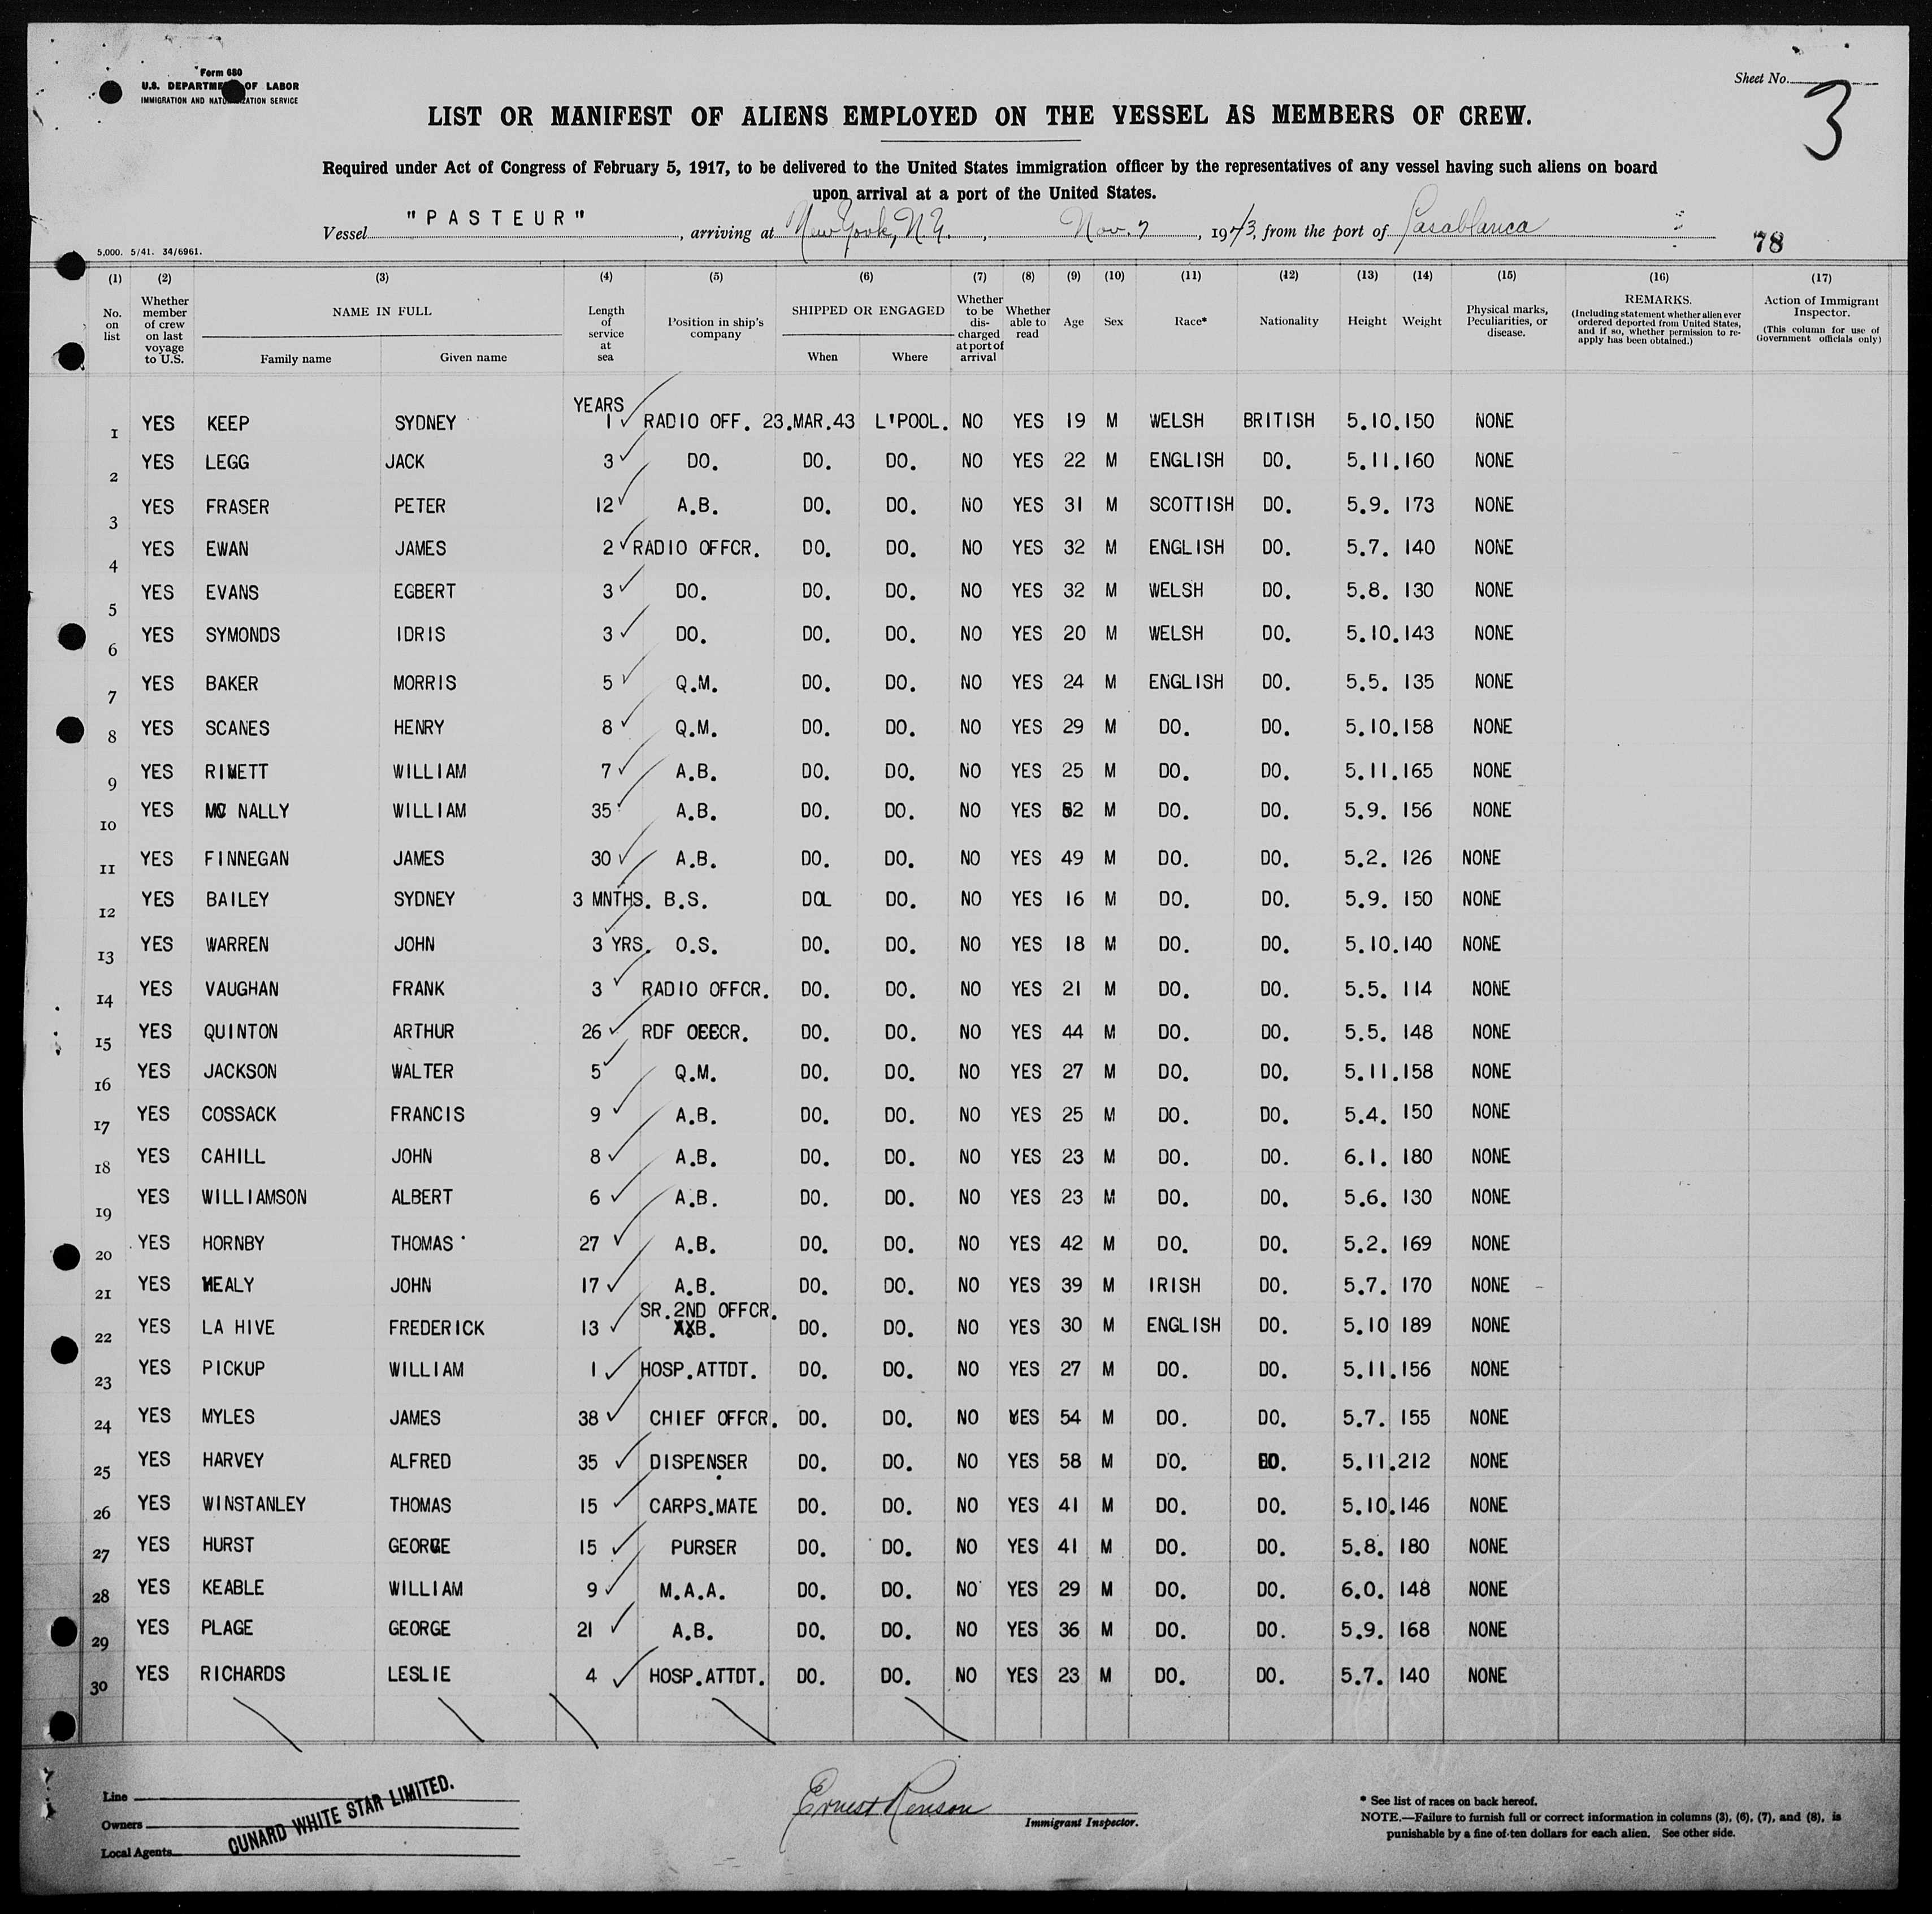 Form 680
U.S. DEPARTMENT OF LABOR
IMMIGRATION AND NATURALIZATION SERVICE
Sheet No. 3
LIST OR MANIFEST OF ALIENS EMPLOYED ON THE VESSEL AS MEMBERS OF CREW.
Required under Act of Congress of February 5, 1917, to be delivered to the United States immigration officer by the representatives of any vessel having such aliens on board
upon arrival at a port of the United States.
Vessel "PASTEUR", arriving at New York, N.Y., Nov. 7, 1943, from the port of Casablanca
78
5,000. 5/41. 34/6961.
(1) (2) (3) (4) (5) (6) (7) (8) (9) (10) (11) (12) (13) (14) (15) (16) (17)
No. on list
Whether member of crew on last voyage to U.S.
NAME IN FULL
Family name
Given name
Length of service at sea
Position in ship's company
SHIPPED OR ENGAGED
When
Where
Whether to be discharged at port of arrival
Whether able to read
Age
Sex
Race*
Nationality
Height
Weight
Physical marks, Peculiarities, or disease.
REMARKS.
(Including statement whether alien ever ordered deported from United States, and if so, whether permission to re-apply has been obtained.)
Action of Immigrant Inspector.
(This column for use of Government officials only)
YEARS
1 YES KEEP SYDNEY 1 RADIO OFF. 23.MAR.43 L'POOL. NO YES 19 M WELSH BRITISH 5.10. 150 NONE
2 YES LEGG JACK 3 DO. DO. DO. NO YES 22 M ENGLISH DO. 5.11. 160 NONE
3 YES FRASER PETER 12 A.B. DO. DO. NO YES 31 M SCOTTISH DO. 5.9. 173 NONE
4 YES EWAN JAMES 2 RADIO OFFCR. DO. DO. NO YES 32 M ENGLISH DO. 5.7. 140 NONE
5 YES EVANS EGBERT 3 DO. DO. DO. NO YES 32 M WELSH DO. 5.8. 130 NONE
6 YES SYMONDS IDRIS 3 DO. DO. DO. NO YES 20 M WELSH DO. 5.10. 143 NONE
7 YES BAKER MORRIS 5 Q.M. DO. DO. NO YES 24 M ENGLISH DO. 5.5. 135 NONE
8 YES SCANES HENRY 8 Q.M. DO. DO. NO YES 29 M DO. DO. 5.10. 158 NONE
9 YES WILLIAM 7 A.B. DO. DO. NO YES 25 M DO. DO. 5.11. 165 NONE
10 YES MC NALLY WILLIAM 35 A.B. DO. DO. NO YES 52 M DO. DO. 5.9. 156 NONE
11 YES FINNEGAN JAMES 30 A.B. DO. DO. NO YES 49 M DO. DO. 5.2. 126 NONE
12 YES BAILEY SYDNEY 3 MNTHS. B.S. DOL DO. NO YES 16 M DO. DO. 5.9. 150 NONE
13 YES WARREN JOHN 3 YRS. O.S. DO. DO. NO YES 18 M DO. DO. 5.10. 140 NONE
14 YES VAUGHAN FRANK 3 RADIO OFFCR. DO. DO. NO YES 21 M DO. DO. 5.5. 114 NONE
15 YES QUINTON ARTHUR 26 RDF OEECR. DO. DO. NO YES 44 M DO. DO. 5.5. 148 NONE
16 YES JACKSON WALTER 5 Q.M. DO. DO. NO YES 27 M DO. DO. 5.11. 158 NONE
17 YES COSSACK FRANCIS 9 A.B. DO. DO. NO YES 25 M DO. DO. 5.4. 150 NONE
18 YES CAHILL JOHN 8 A.B. DO. DO. NO YES 23 M DO. DO. 6.1. 180 NONE
19 YES WILLIAMSON ALBERT 6 A.B. DO. DO. NO YES 23 M DO. DO. 5.6. 130 NONE
20 YES HORNBY THOMAS 27 A.B. DO. DO. NO YES 42 M DO. DO. 5.2. 169 NONE
21 YES JOHN 17 A.B. DO. DO. NO YES 39 M IRISH DO. 5.7. 170 NONE
SR.2ND OFFCR.
22 YES LA HIVE FREDERICK 13 XXB. DO. DO. NO YES 30 M ENGLISH DO. 5.10 189 NONE
23 YES PICKUP WILLIAM 1 HOSP.ATTDT. DO. DO. NO YES 27 M DO. DO. 5.11. 156 NONE
24 YES MYLES JAMES 38 CHIEF OFFCR. DO. DO. NO YES 54 M DO. DO. 5.7. 155 NONE
25 YES HARVEY ALFRED 35 DISPENSER DO. DO. NO YES 58 M DO. DO. 5.11. 212 NONE
26 YES WINSTANLEY THOMAS 15 CARPS.MATE DO. DO. NO YES 41 M DO. DO. 5.10. 146 NONE
27 YES HURST GEORGE 15 PURSER DO. DO. NO YES 41 M DO. DO. 5.8. 180 NONE
28 YES KEABLE WILLIAM 9 M.A.A. DO. DO. NO YES 29 M DO. DO. 6.0. 148 NONE
29 YES PLAGE GEORGE 21 A.B. DO. DO. NO YES 36 M DO. DO. 5.9. 168 NONE
30 YES RICHARDS LESLIE 4 HOSP.ATTDT. DO. DO. NO YES 23 M DO. DO. 5.7. 140 NONE
Line
Owners
Local Agents
CUNARD WHITE STAR LIMITED.
Ernest Renson
Immigrant Inspector.
* See list of races on back hereof.
NOTE.—Failure to furnish full or correct information in columns (3), (6), (7), and (8), is
punishable by a fine of ten dollars for each alien. See other side.